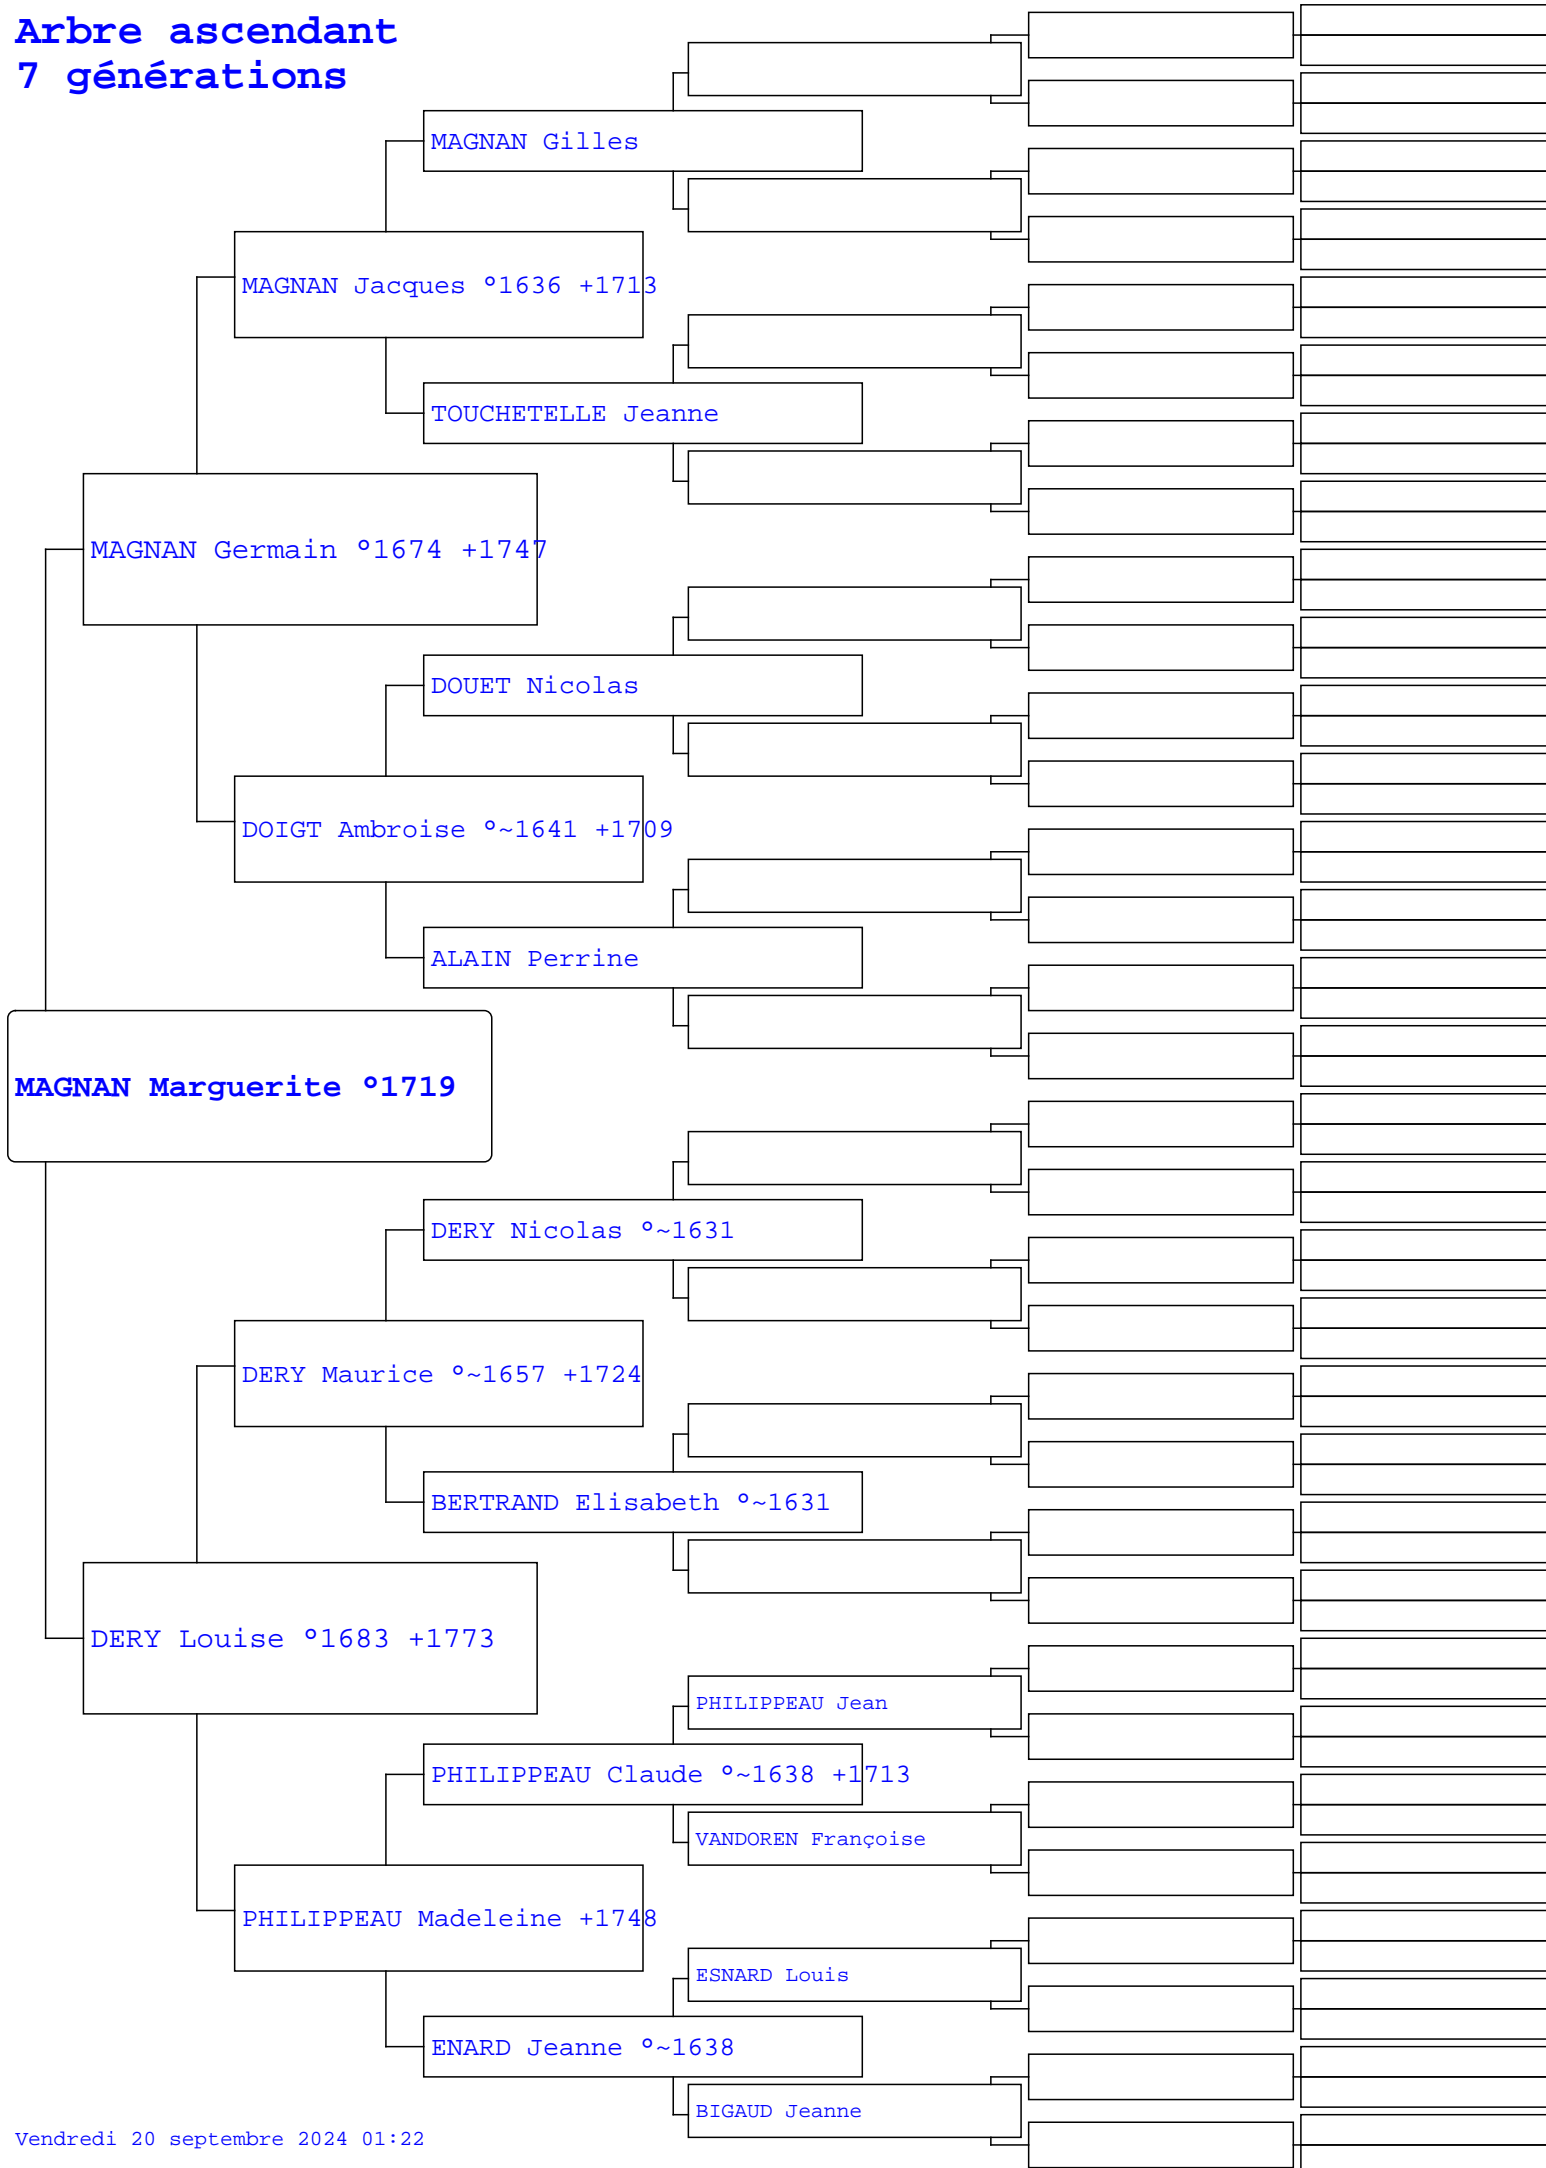 Arbre ascendant
7 générations
MAGNAN Gilles
MAGNAN Jacques °1636 +1713
TOUCHETELLE Jeanne
MAGNAN Germain °1674 +1747
DOUET Nicolas
DOIGT Ambroise °~1641 +1709
ALAIN Perrine
MAGNAN Marguerite °1719
DERY Nicolas °~1631
DERY Maurice °~1657 +1724
BERTRAND Elisabeth °~1631
DERY Louise °1683 +1773
PHILIPPEAU Jean
PHILIPPEAU Claude °~1638 +1713
VANDOREN Françoise
PHILIPPEAU Madeleine +1748
ESNARD Louis
ENARD Jeanne °~1638
BIGAUD Jeanne
Vendredi 20 septembre 2024 01:22